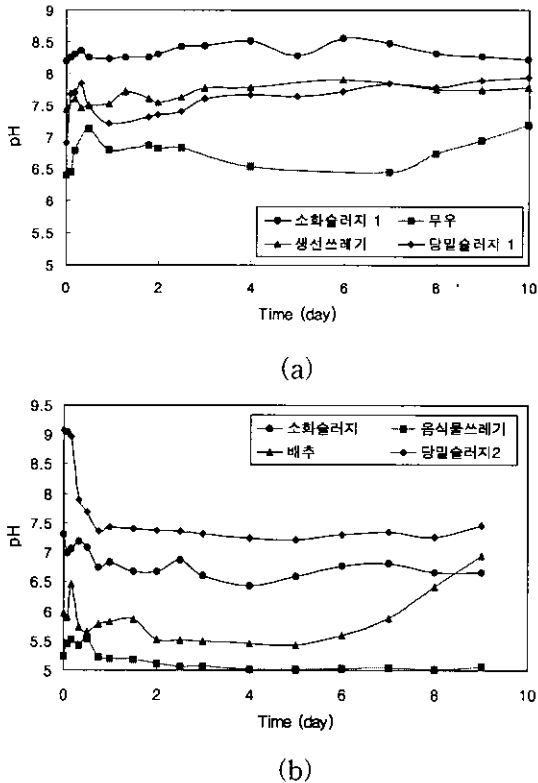 9
8.5
8
7.5
7
6.5
6
5.5
5
pH
소화슬러지 1
무우
생선쓰레기
당밀슬러지 1
0 2 4 6 8 10
Time (day)
(a)
9.5
9
8.5
8
7.5
7
6.5
6
5.5
5
pH
소화슬러지
음식물쓰레기
배추
당밀슬러지2
0 2 4 6 8 10
Time (day)
(b)